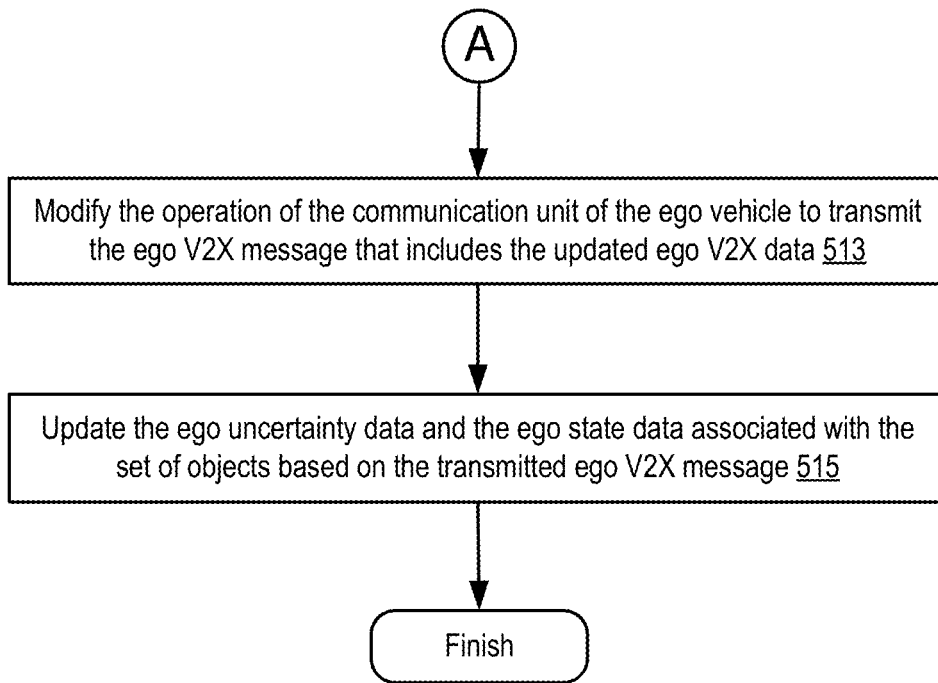 A
Modify the operation of the communication unit of the ego vehicle to transmit
the ego V2X message that includes the updated ego V2X data 513
Update the ego uncertainty data and the ego state data associated with the
set of objects based on the transmitted ego V2X message 515
Finish